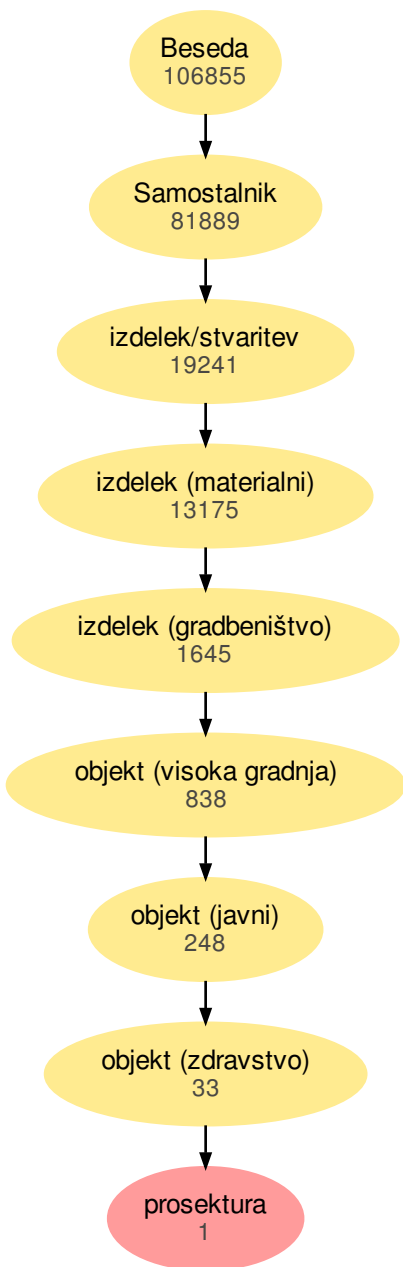 Beseda
106855
Samostalnik
81889
izdelek/stvaritev
19241
izdelek (materialni)
13175
izdelek (gradbeništvo)
1645
objekt (visoka gradnja)
838
objekt (javni)
248
objekt (zdravstvo)
33
prosektura
1